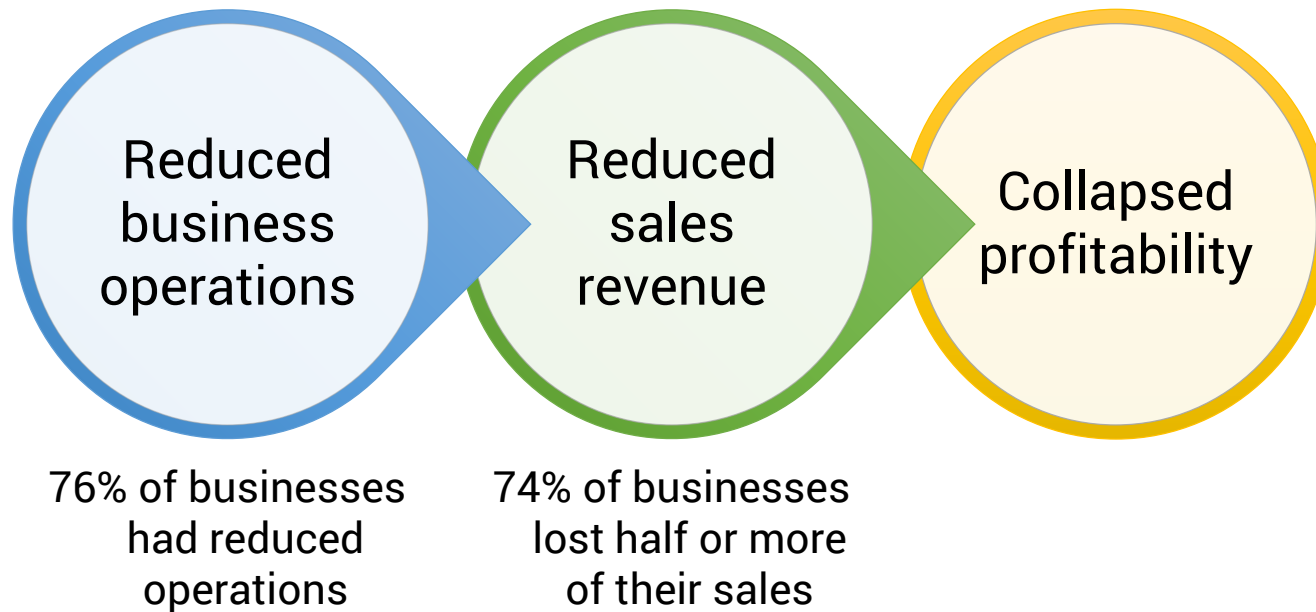 Reduced
business
operations
Reduced
sales
revenue
Collapsed
profitability
76% of businesses
had reduced
operations
74% of businesses
lost half or more
of their sales